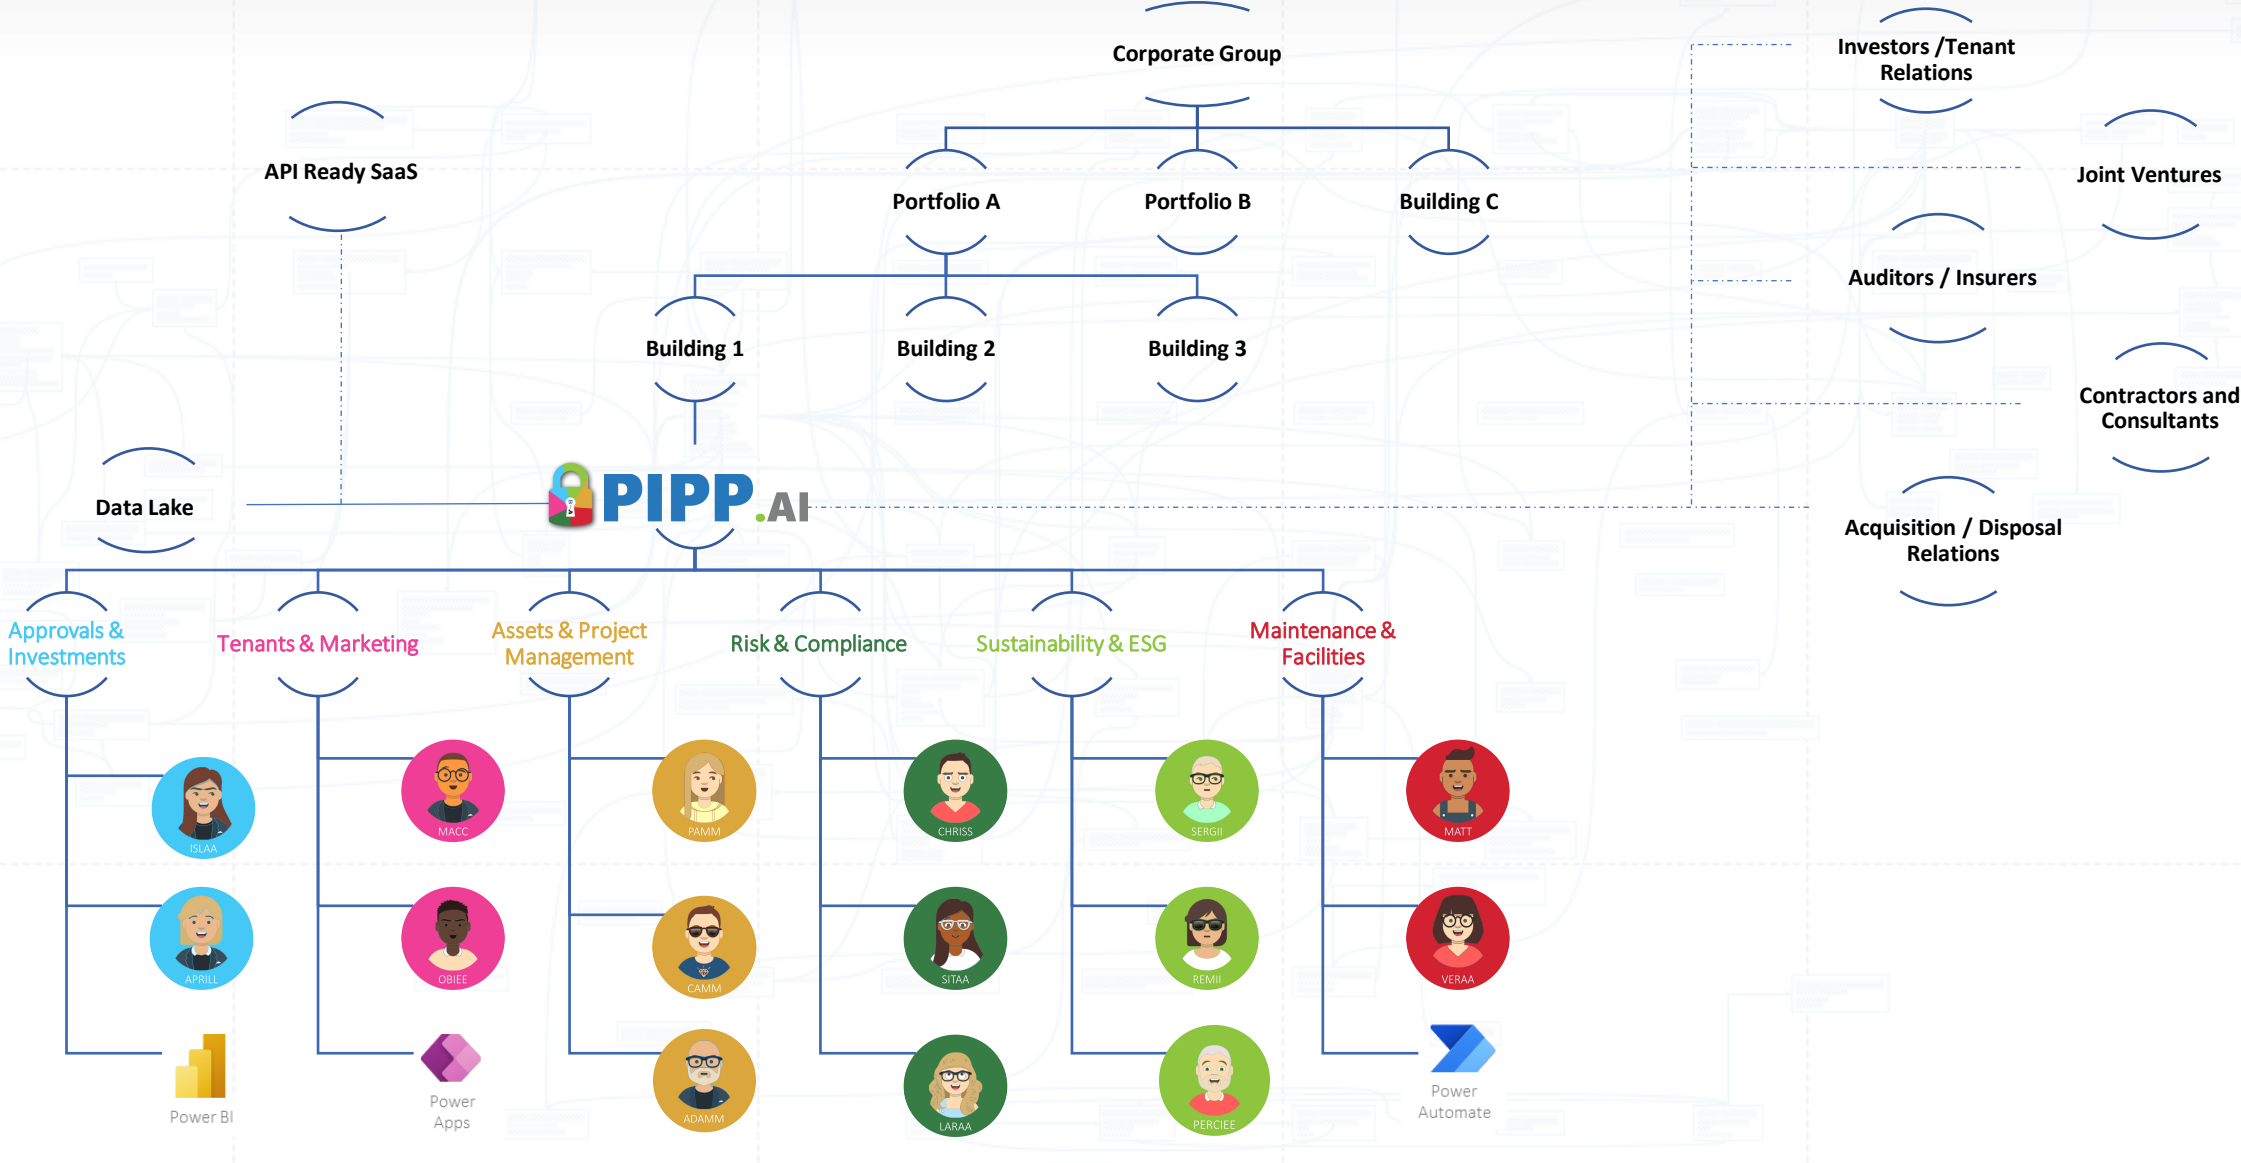 Corporate Group
Investors /Tenant
Relations
API Ready SaaS
Joint Ventures
Portfolio A
Portfolio B
Building C
Auditors / Insurers
Building 1
Building 2
Building 3
Contractors and
Consultants
Data Lake
PIPP.AI
Acquisition / Disposal
Relations
Approvals &
Investments
Tenants & Marketing
Assets & Project
Management
Risk & Compliance
Sustainability & ESG
Maintenance &
Facilities
ISLAA
MACC
PAMM
CHRISS
SERGII
MATT
APRILL
OBIEE
CAMM
SITAA
REMII
VERAA
Power BI
Power
Apps
ADAMM
LARAA
PERCIEE
Power
Automate